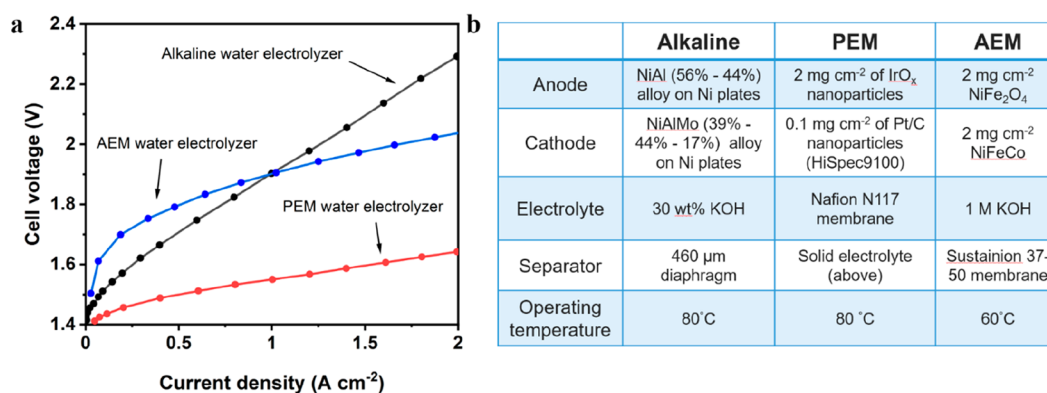 a
2.4
2.2
2.0
1.8
1.6
1.4
Cell voltage (V)
Alkaline water electrolyzer
AEM water electrolyzer
PEM water electrolyzer
0
0.5
1
1.5
2
Current density (A cm⁻²)
b
Alkaline PEM AEM
Anode
NiAl (56% - 44%)
alloy on Ni plates
2 mg cm⁻² of IrOₓ
nanoparticles
2 mg cm⁻²
NiFe₂O₄
Cathode
NiAlMo (39% -
44% - 17%) alloy
on Ni plates
0.1 mg cm⁻² of Pt/C
nanoparticles
(HiSpec9100)
2 mg cm⁻²
NiFeCo
Electrolyte
30 wt% KOH
Nafion N117
membrane
1 M KOH
Separator
460 µm
diaphragm
Solid electrolyte
(above)
Sustainion 37-
50 membrane
Operating
temperature
80°C
80 °C
60°C